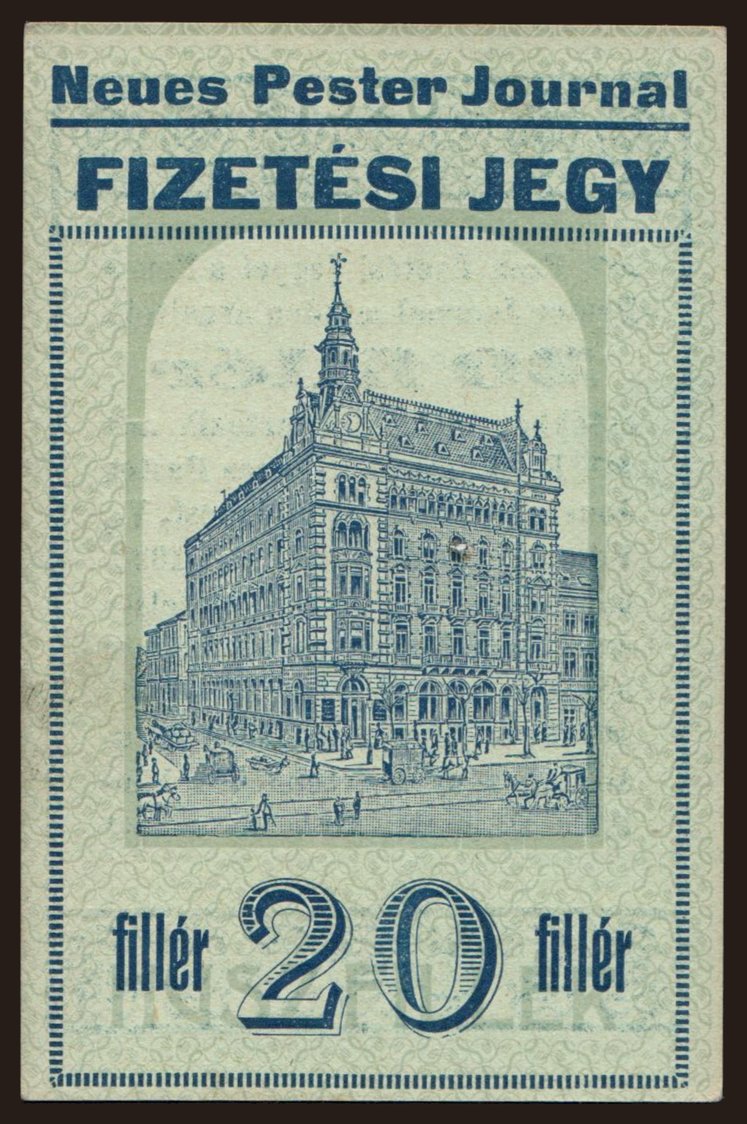 Neues Pester Journal
FIZETÉSI JEGY
fillér 20 fillér